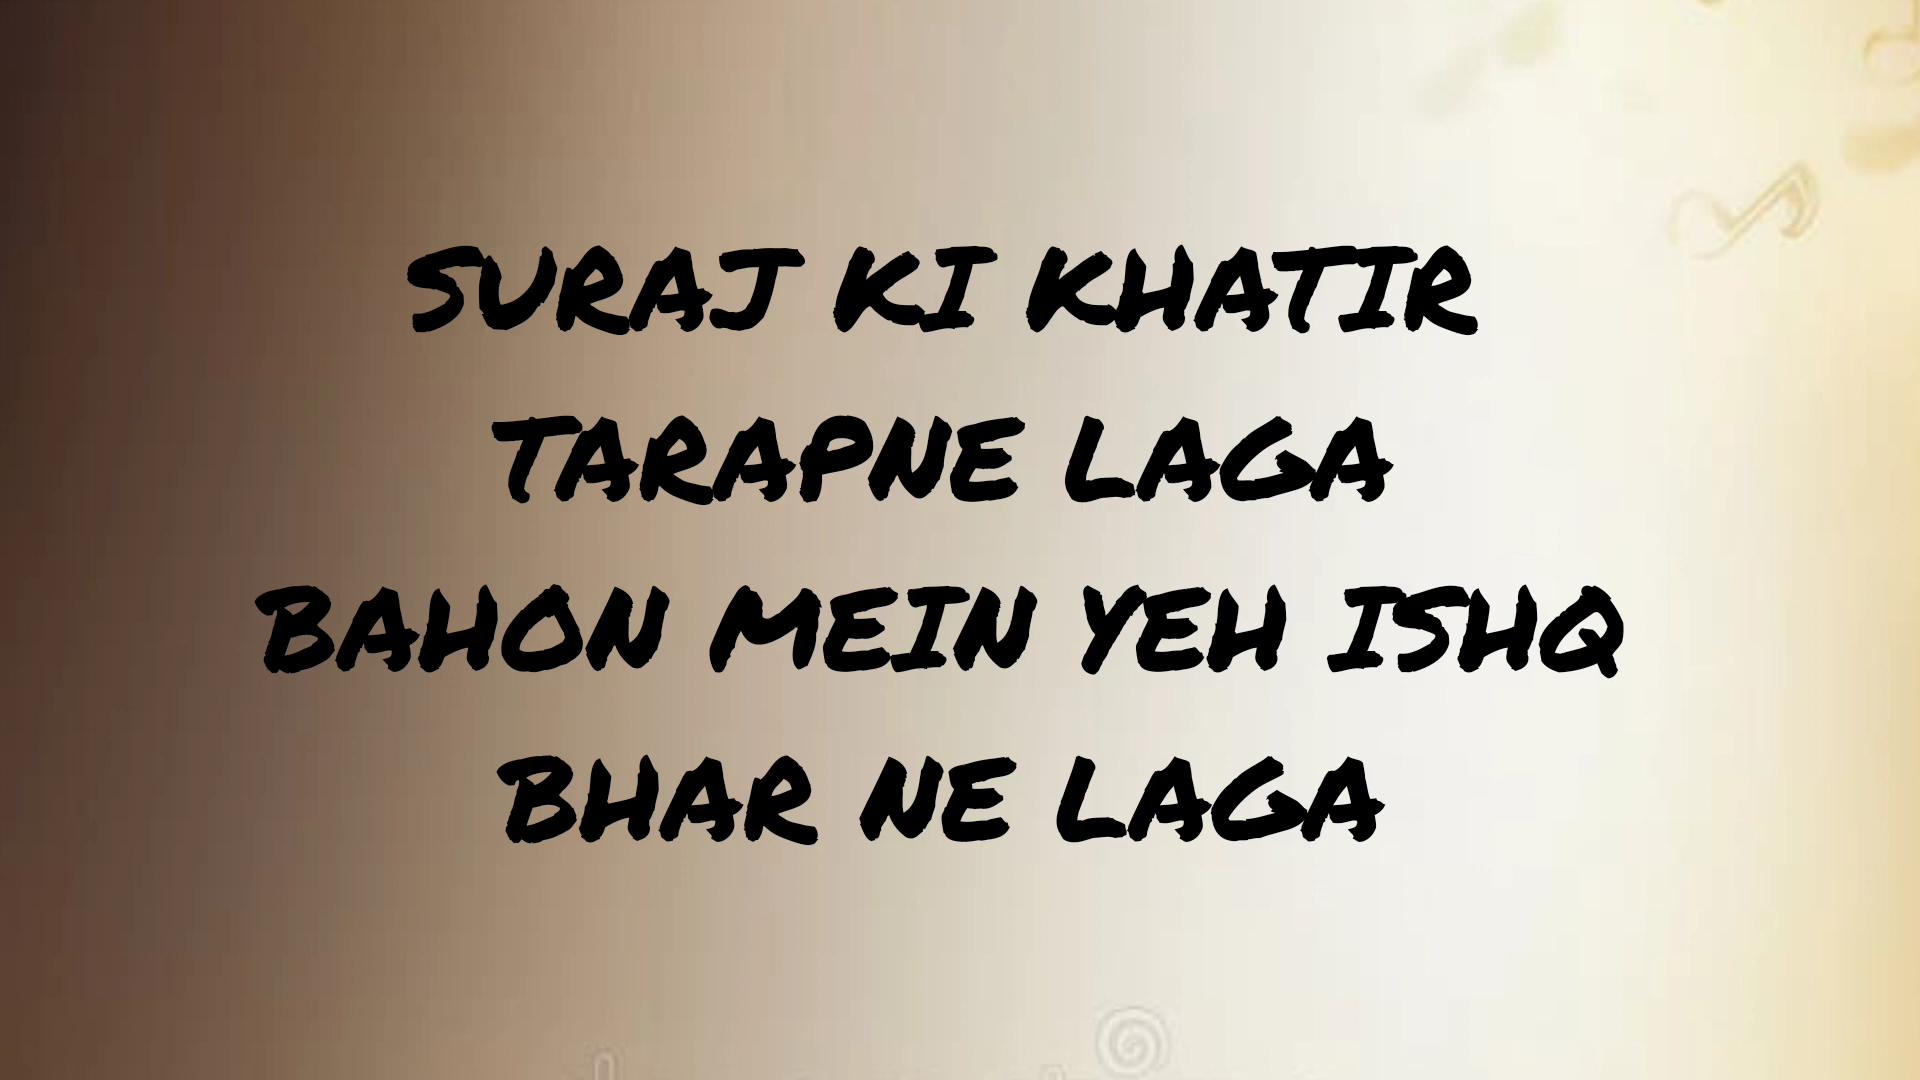 SURAJ KI KHATIR
TARAPNE LAGA
BAHON MEIN YEH ISHQ
BHAR NE LAGA